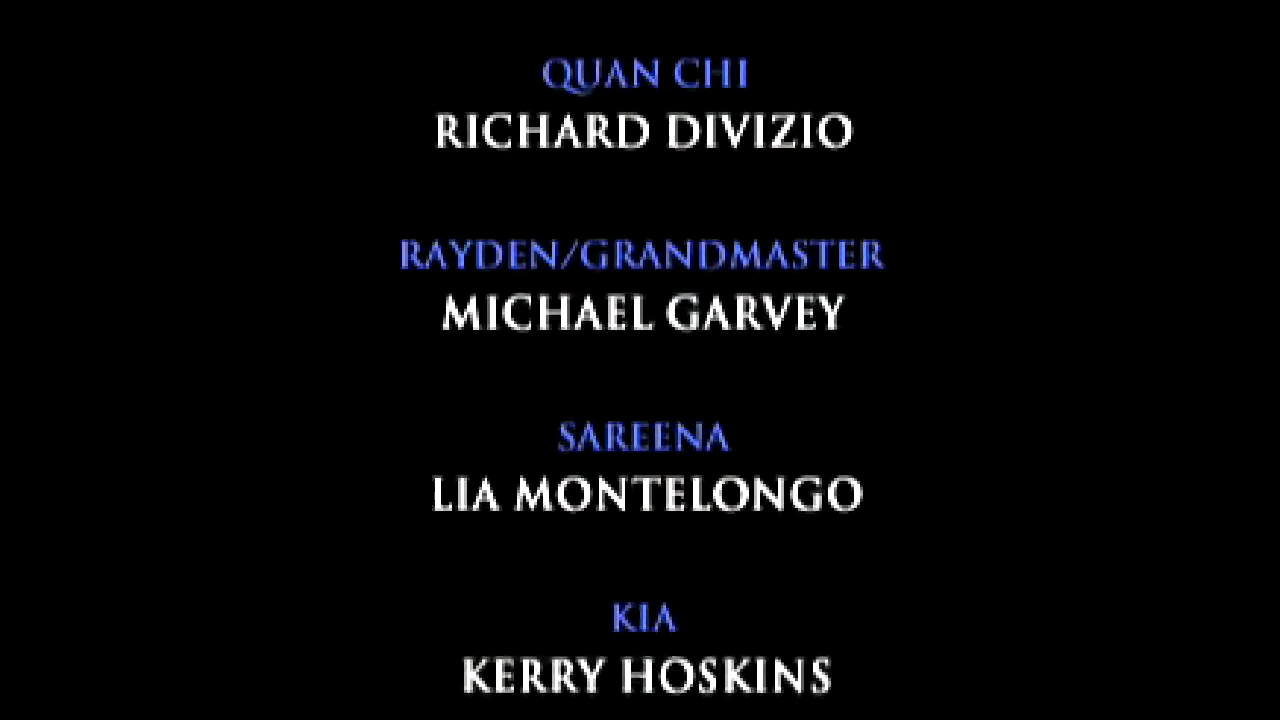 QUAN CHI
RICHARD DIVIZIO
RAYDEN/GRANDMASTER
MICHAEL GARVEY
SAREENA
LIA MONTELONGO
KIA
KERRY HOSKINS